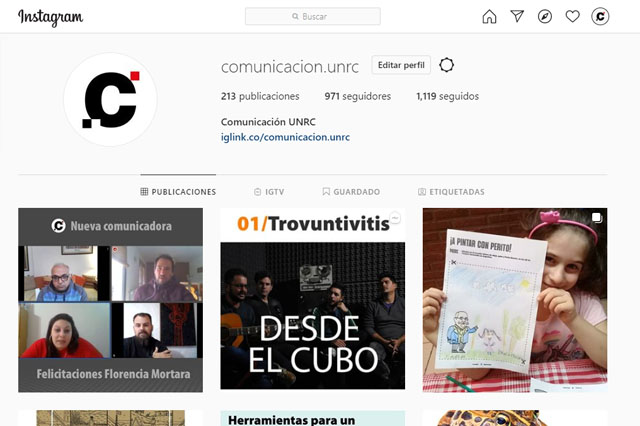 Instagram
Buscar
comunicacion.unrc
Editar perfil
213 publicaciones
971 seguidores
1,119 seguidos
Comunicación UNRC
iglink.co/comunicacion.unrc
PUBLICACIONES
IGTV
GUARDADO
ETIQUETADAS
Nueva comunicadora
Felicitaciones Florencia Mortara
01/Trovuntivitis
DESDE
EL CUBO
¡A PINTAR CON PERITO!
Herramientas para un